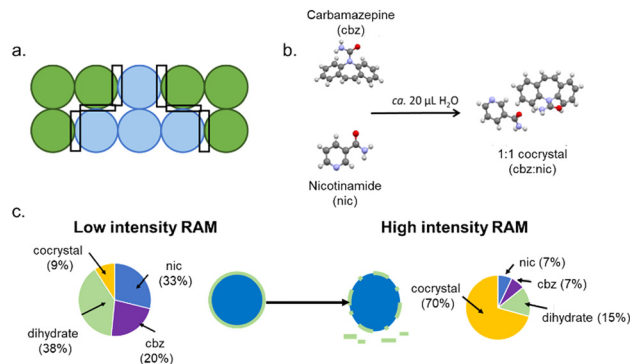 a.
b.
Carbamazepine
(cbz)
ca. 20 μL H₂O
Nicotinamide
(nic)
1:1 cocrystal
(cbz:nic)
c.
Low intensity RAM
High intensity RAM
cocrystal
(9%)
nic
(33%)
dihydrate
(38%)
cbz
(20%)
cocrystal
(70%)
nic (7%)
cbz (7%)
dihydrate (15%)